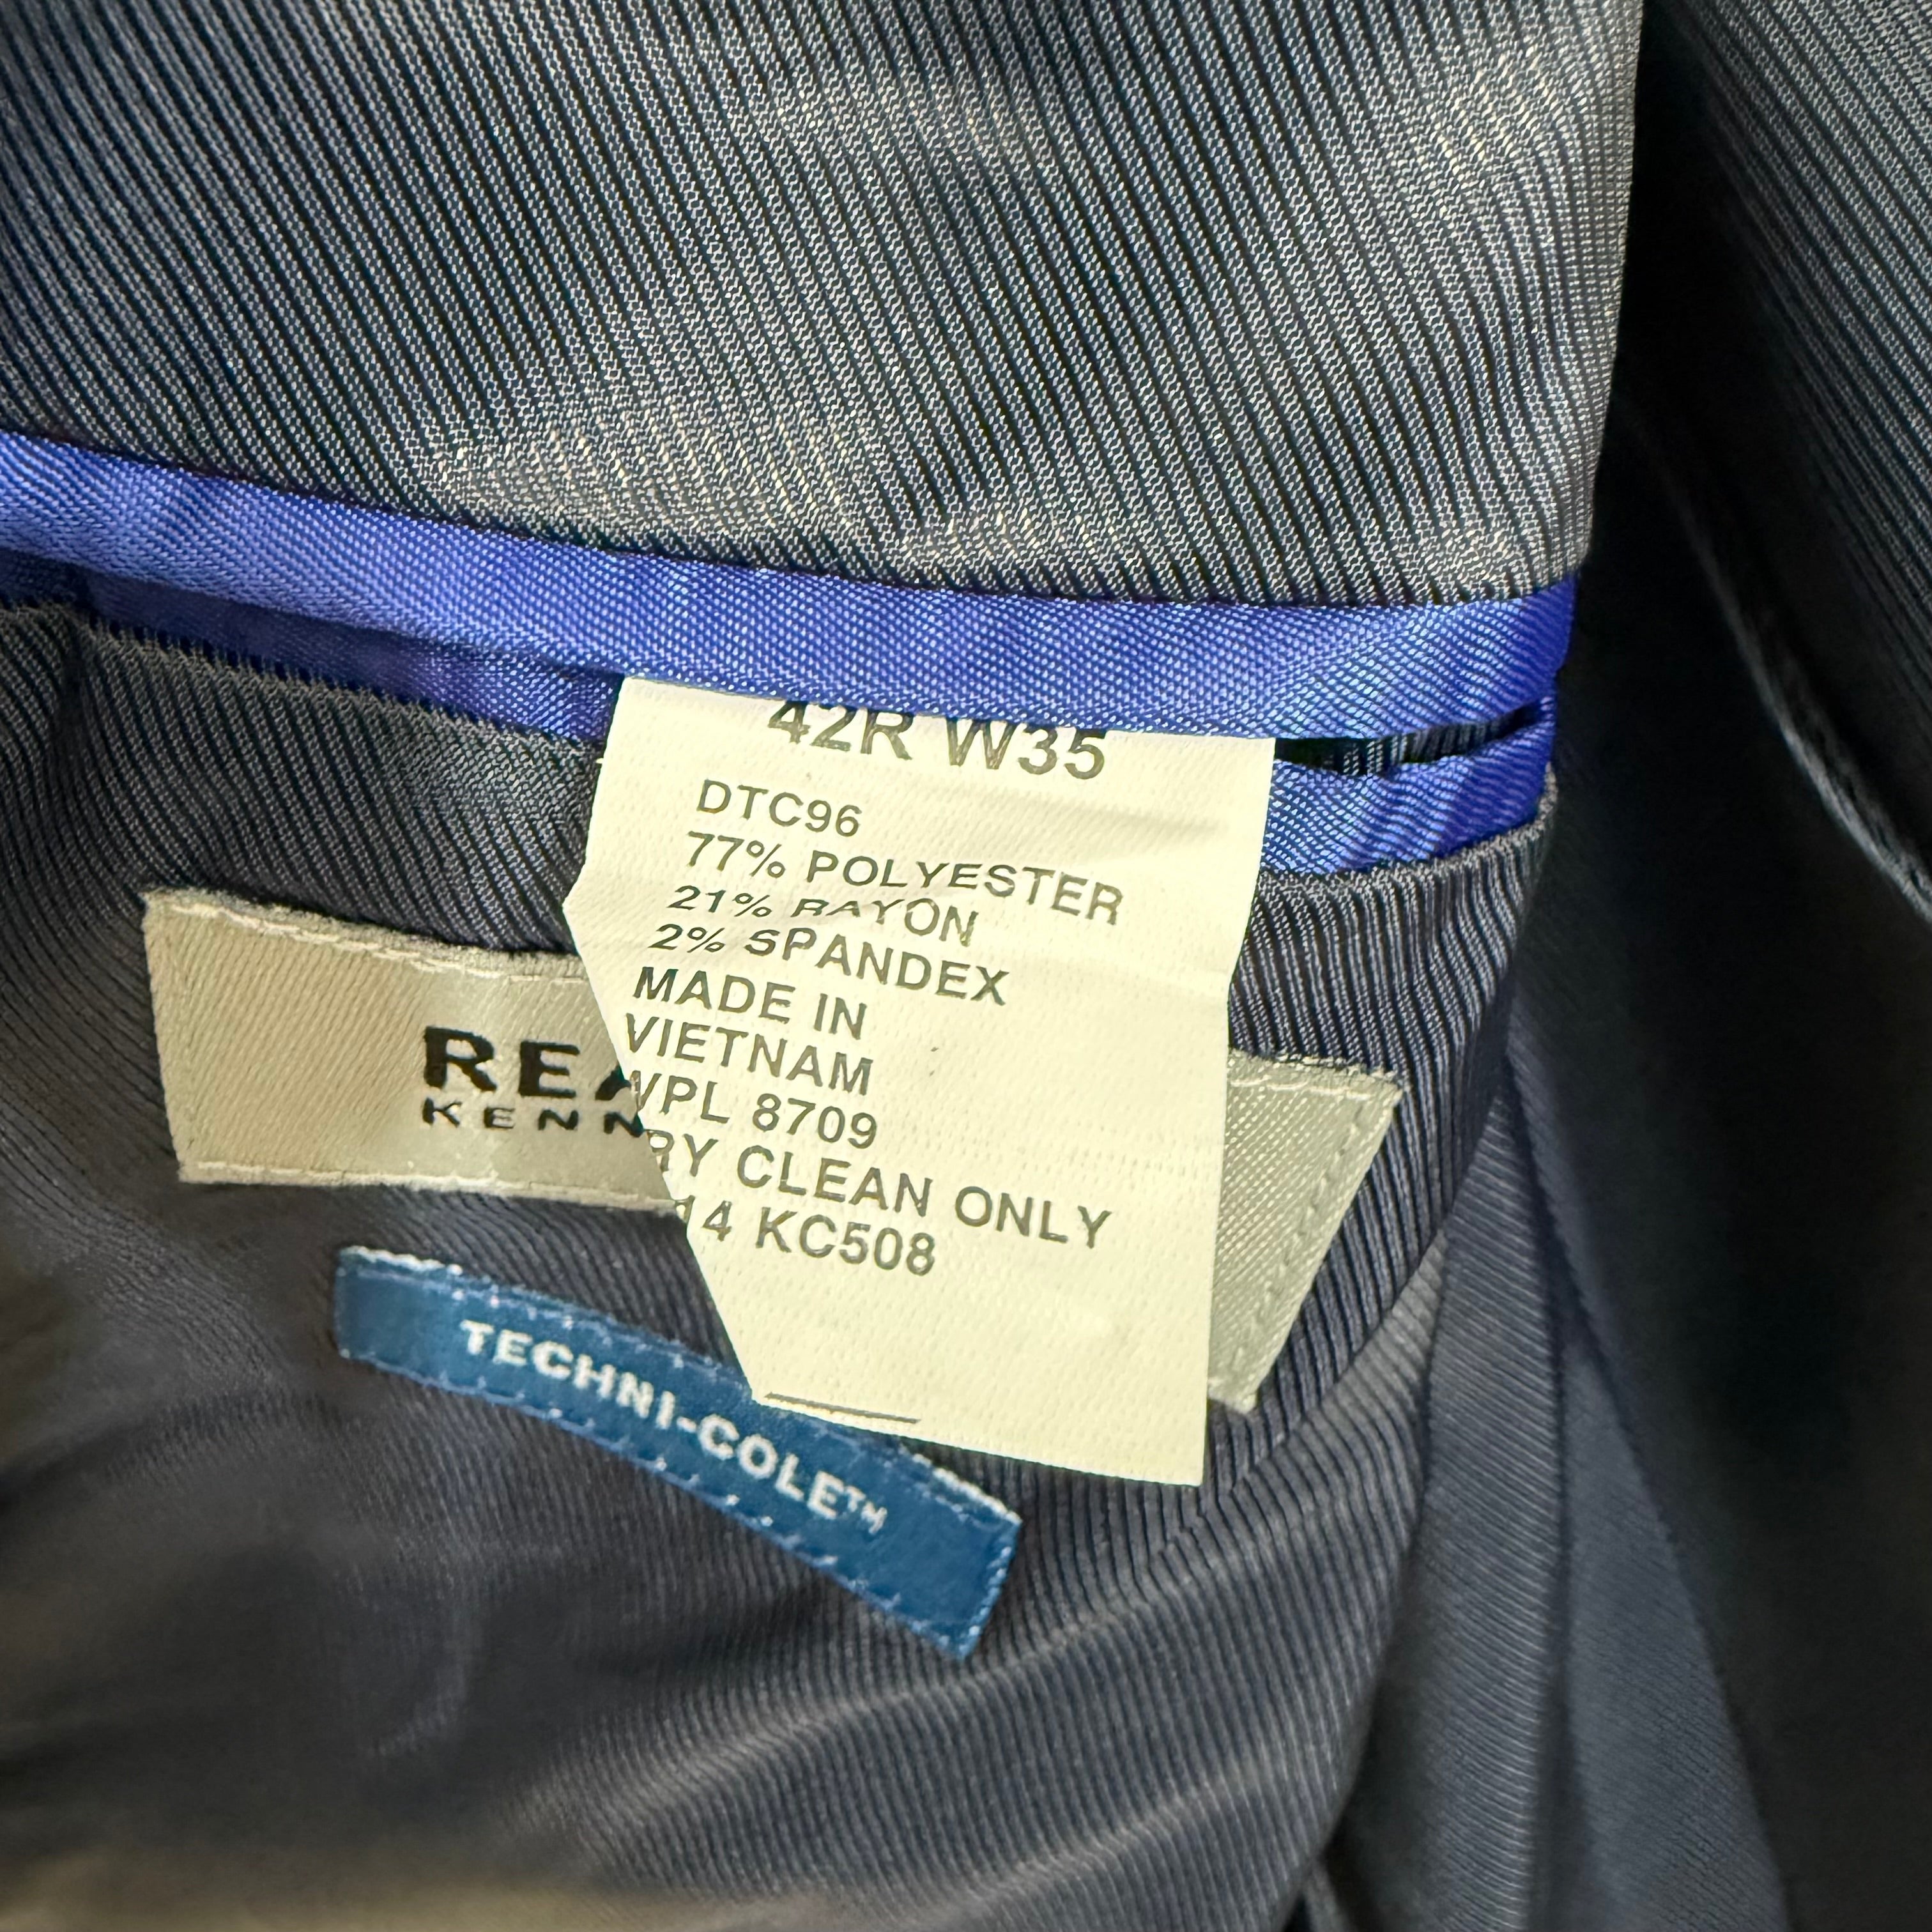 42R W35
DTC96
77% POLYESTER
21% RAYON
2% SPANDEX
MADE IN
VIETNAM
WPL 8709
RY CLEAN ONLY
14 KC508
REA
KENN
TECHNI-COLE™